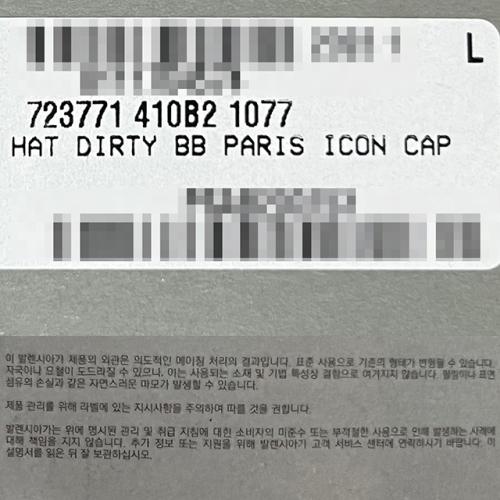 L
723771 410B2 1077
HAT DIRTY BB PARIS ICON CAP
이 발렌시아가 제품의 외관은 의도적인 에이징 처리의 결과입니다. 표준 사용으로 기존의 형태가 변형될 수 있습니다.
자국이나 모헐이 도드라질 수 있으나, 이는 사용되는 소재 및 기법 특성상 결함으로 여겨지지 않습니다. 헐렁이나 표면
섬유의 손실과 같은 자연스러운 마모가 발생할 수 있습니다.
제품 관리를 위해 라벨에 있는 지시사항을 주의하여 따를 것을 권합니다.
발렌시아가는 위에 명시된 관리 및 취급 지침에 대한 소비자의 미준수 또는 부적절한 사용으로 인해 발생하는 사례에
대해 책임을 지지 않습니다. 추가 정보 또는 지원을 위해 발렌시아가 고객 서비스 센터에 연락하시기 바랍니다. 이
설명서를 읽은 뒤 잘 보관하십시오.